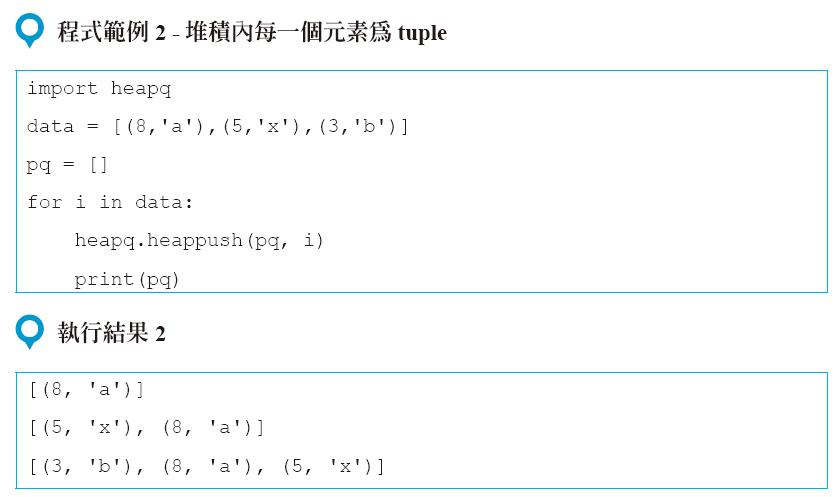 程式範例 2 - 堆積內每一個元素爲 tuple
import heapq
data = [(8,'a'),(5,'x'),(3,'b')]
pq = []
for i in data:
    heapq.heappush(pq, i)
    print(pq)
執行結果 2
[(8, 'a')]
[(5, 'x'), (8, 'a')]
[(3, 'b'), (8, 'a'), (5, 'x')]